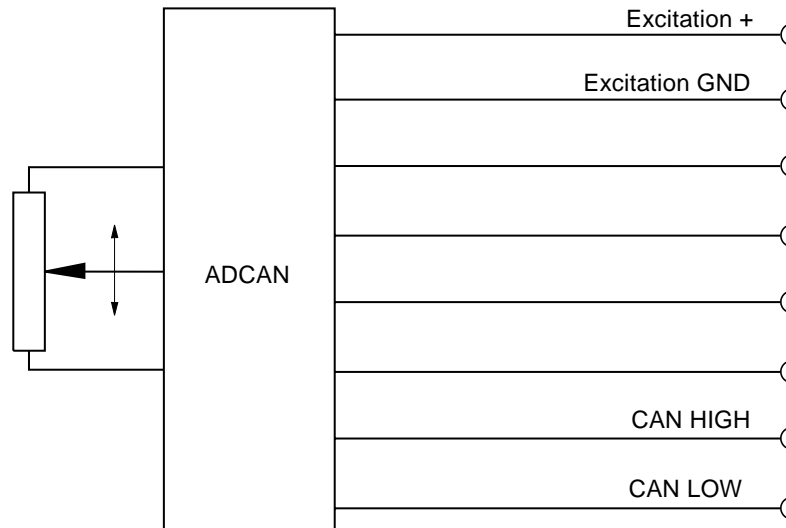 Excitation +
Excitation GND
ADCAN
CAN HIGH
CAN LOW